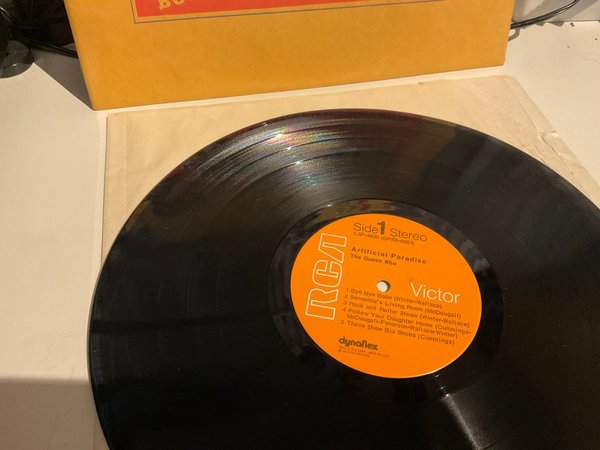 Side 1 Stereo
LSP-4830
Artificial Paradise
The Guess Who
RCA
Victor
1 Bye Bye Babe (Winter-Wallace)
2 Samantha's Living Room (McDougall)
3 Rock and Roller Steam (Winter-Wallace)
4 Follow Your Daughter Home (Cummings-
McDougall-Peterson-Wallace-Winter)
5 Those Show Biz Shoes (Cummings)
dynaflex